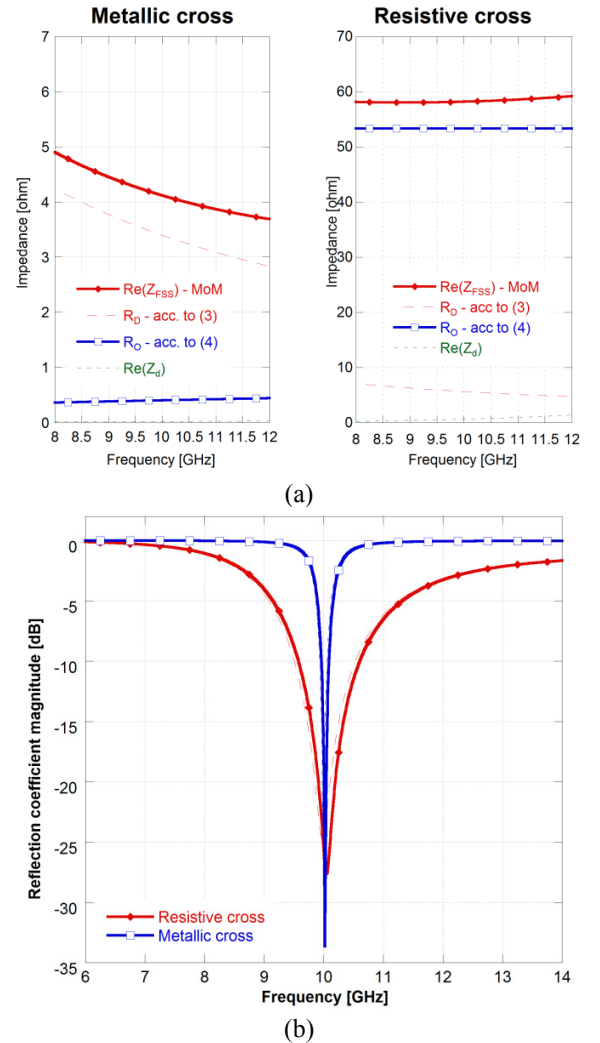 Metallic cross
Resistive cross
7
6
5
4
3
2
1
0
Impedance [ohm]
Re(Z_FSS) - MoM
R_D - acc. to (3)
R_O - acc to (4)
Re(Z_d)
8 8.5 9 9.5 10 10.5 11 11.5 12
Frequency [GHz]
70
60
50
40
30
20
10
0
Impedance [ohm]
Re(Z_FSS) - MoM
R_D - acc. to (3)
R_O - acc to (4)
Re(Z_d)
8 8.5 9 9.5 10 10.5 11 11.5 12
Frequency [GHz]
(a)
0
-5
-10
-15
-20
-25
-30
-35
Reflection coefficient magnitude [dB]
Resistive cross
Metallic cross
6 7 8 9 10 11 12 13 14
Frequency [GHz]
(b)